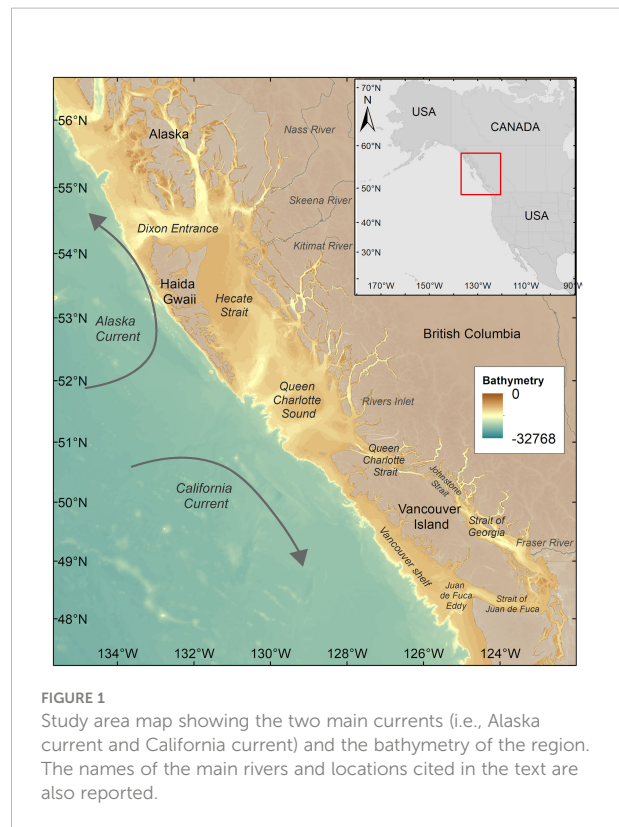 56°N
55°N
54°N
53°N
52°N
51°N
50°N
49°N
48°N
134°W
132°W
130°W
128°W
126°W
124°W
Alaska
Nass River
Skeena River
Dixon Entrance
Kitimat River
Haida
Gwaii
Hecate
Strait
Alaska
Current
British Columbia
Queen
Charlotte
Sound
Rivers Inlet
Queen
Charlotte
Strait
Johnstone
Strait
California
Current
Vancouver
Island
Strait of
Georgia
Fraser River
Vancouver shelf
Juan
de Fuca
Eddy
Strait of
Juan de Fuca
70°N
N
60°N
50°N
40°N
30°N
170°W
150°W
130°W
110°W
90°W
USA
CANADA
USA
Bathymetry
0
-32768
FIGURE 1
Study area map showing the two main currents (i.e., Alaska
current and California current) and the bathymetry of the region.
The names of the main rivers and locations cited in the text are
also reported.